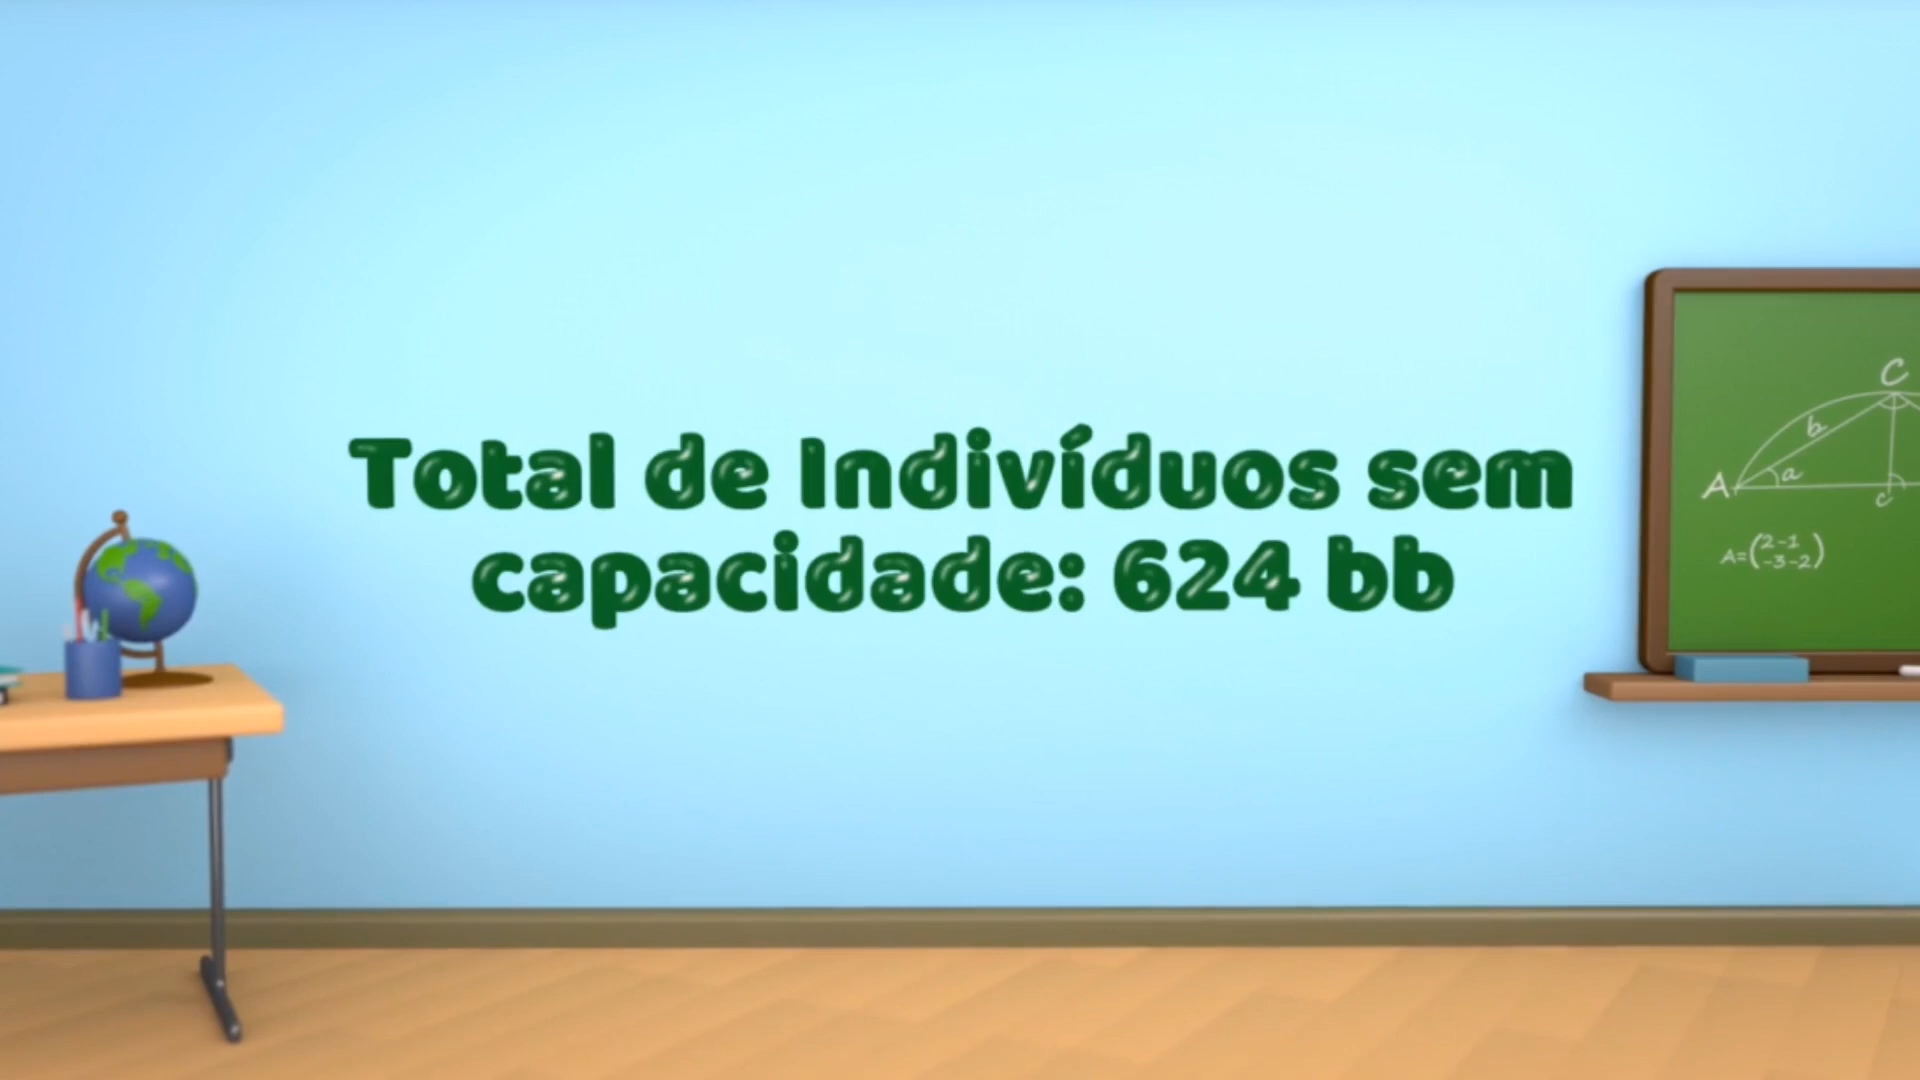 Total de Indivíduos sem
capacidade: 624 bb
C
b
A
a
c
A=(2-1
-3-2)